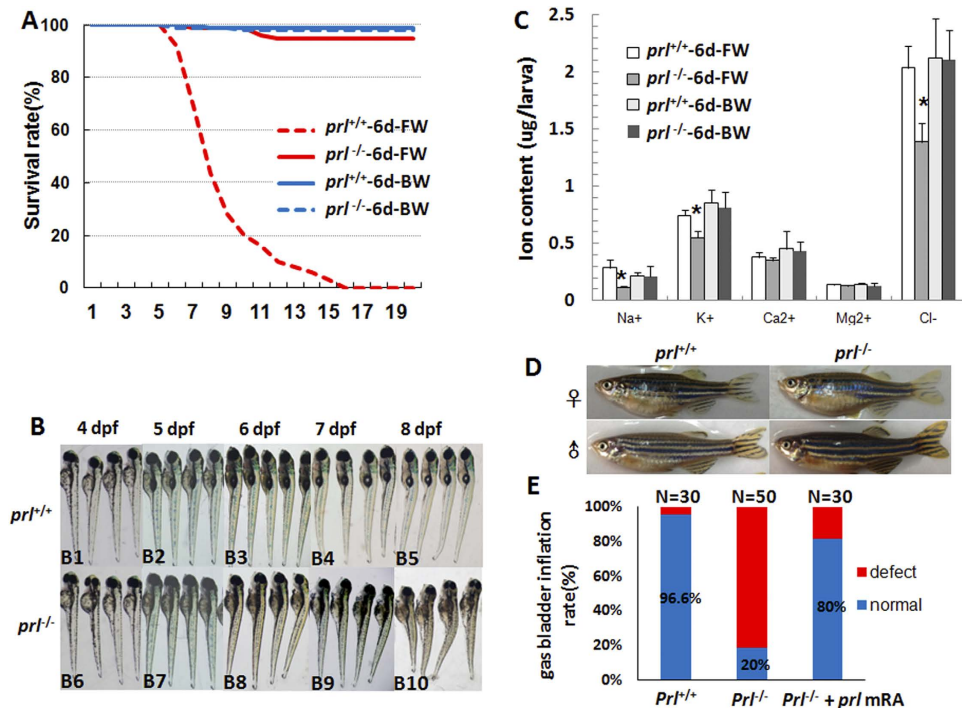 A
Survival rate(%)
100
80
60
40
20
0
1 3 5 7 9 11 13 15 17 19
prl+/+-6d-FW
prl -/--6d-FW
prl+/+-6d-BW
prl -/--6d-BW
C
Ion content (ug/larva)
2.5
2
1.5
1
0.5
0
prl+/+-6d-FW
prl -/--6d-FW
prl+/+-6d-BW
prl -/--6d-BW
*
*
*
Na+ K+ Ca2+ Mg2+ Cl-
B
4 dpf 5 dpf 6 dpf 7 dpf 8 dpf
prl+/+
B1 B2 B3 B4 B5
prl-/-
B6 B7 B8 B9 B10
D
prl+/+ prl-/-
♀
♂
E
gas bladder inflation
rate(%)
N=30 N=50 N=30
100%
80%
60%
40%
20%
0%
96.6%
20%
80%
defect
normal
Prl+/+ Prl-/- Prl-/- + prl mRA